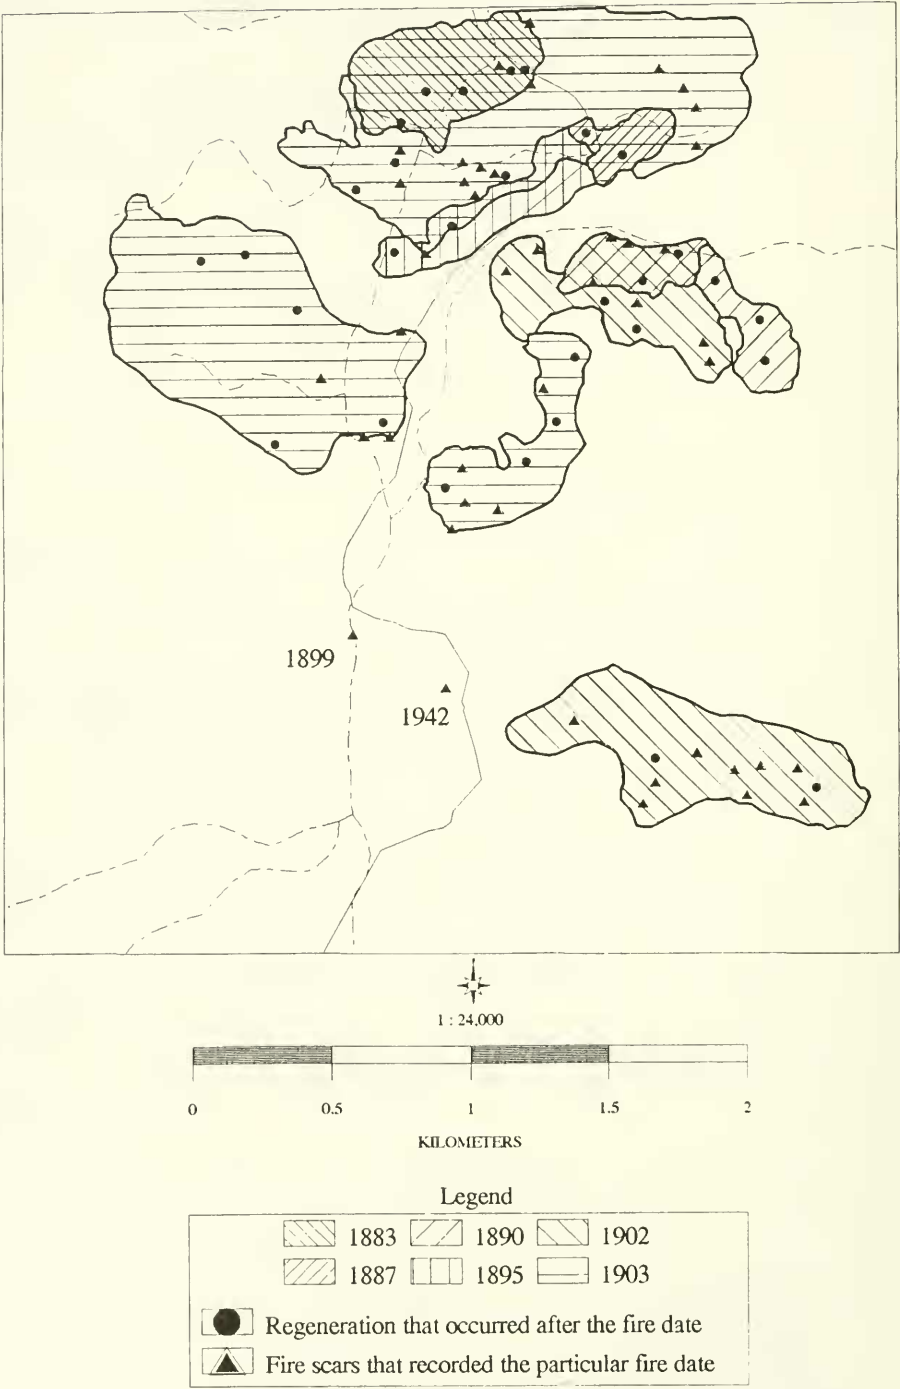 1899
1942
1 : 24,000
0 0.5 1 1.5 2
KILOMETERS
Legend
1883 1890 1902
1887 1895 1903
Regeneration that occurred after the fire date
Fire scars that recorded the particular fire date